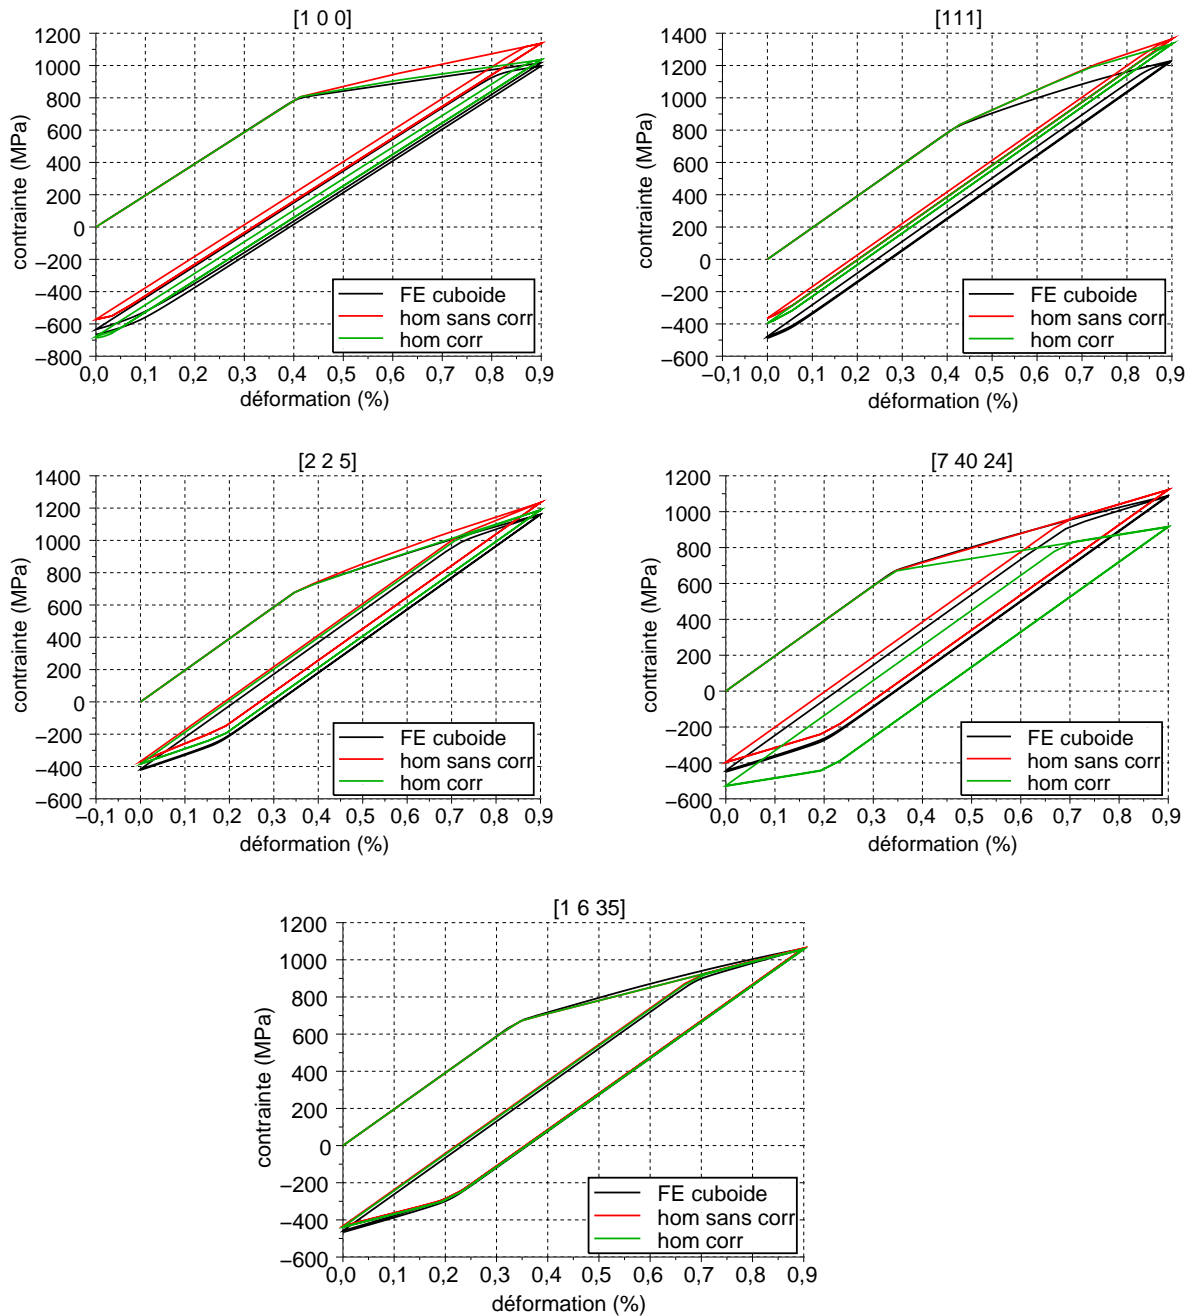 [1 0 0]
1200
1000
800
600
400
200
0
−200
−400
−600
−800
contrainte (MPa)
0,0 0,1 0,2 0,3 0,4 0,5 0,6 0,7 0,8 0,9
déformation (%)
FE cuboide
hom sans corr
hom corr
[111]
1400
1200
1000
800
600
400
200
0
−200
−400
−600
contrainte (MPa)
−0,1 0,0 0,1 0,2 0,3 0,4 0,5 0,6 0,7 0,8 0,9
déformation (%)
FE cuboide
hom sans corr
hom corr
[2 2 5]
1400
1200
1000
800
600
400
200
0
−200
−400
−600
contrainte (MPa)
−0,1 0,0 0,1 0,2 0,3 0,4 0,5 0,6 0,7 0,8 0,9
déformation (%)
FE cuboide
hom sans corr
hom corr
[7 40 24]
1200
1000
800
600
400
200
0
−200
−400
−600
contrainte (MPa)
0,0 0,1 0,2 0,3 0,4 0,5 0,6 0,7 0,8 0,9
déformation (%)
FE cuboide
hom sans corr
hom corr
[1 6 35]
1200
1000
800
600
400
200
0
−200
−400
−600
contrainte (MPa)
0,0 0,1 0,2 0,3 0,4 0,5 0,6 0,7 0,8 0,9
déformation (%)
FE cuboide
hom sans corr
hom corr